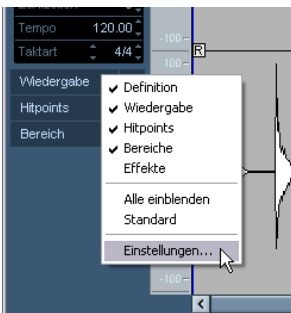 Tempo 120.00
Taktart 4/4
Wiedergabe
Hitpoints
Bereich
-100
R
100
Definition
Wiedergabe
Hitpoints
Bereiche
Effekte
Alle einblenden
Standard
Einstellungen...
-100